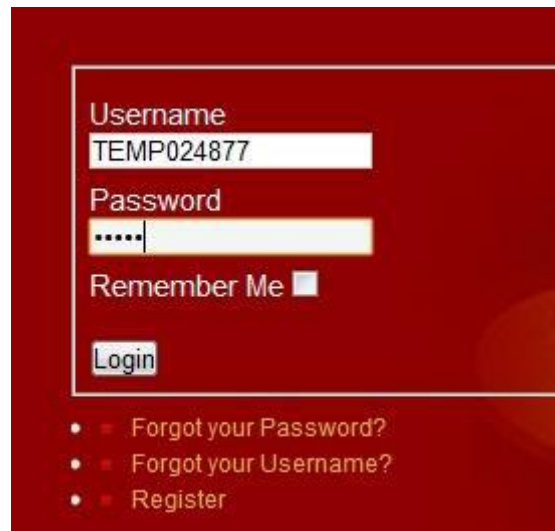 Username
TEMP024877
Password
•••••
Remember Me
Login
Forgot your Password?
Forgot your Username?
Register